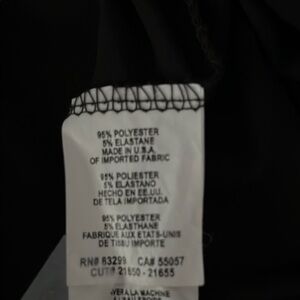 95% POLYESTER
5% ELASTANE
MADE IN U.S.A.
OF IMPORTED FABRIC
95% POLIESTER
5% ELASTANO
HECHO EN EE.UU.
DE TELA IMPORTADA
95% POLYESTER
5% ELASTHANE
FABRIQUE AUX ETATS-UNIS
DE TISSU IMPORTE
RN# 83299 CA# 55057
CUT# 21650 - 21655
LA MACHINE